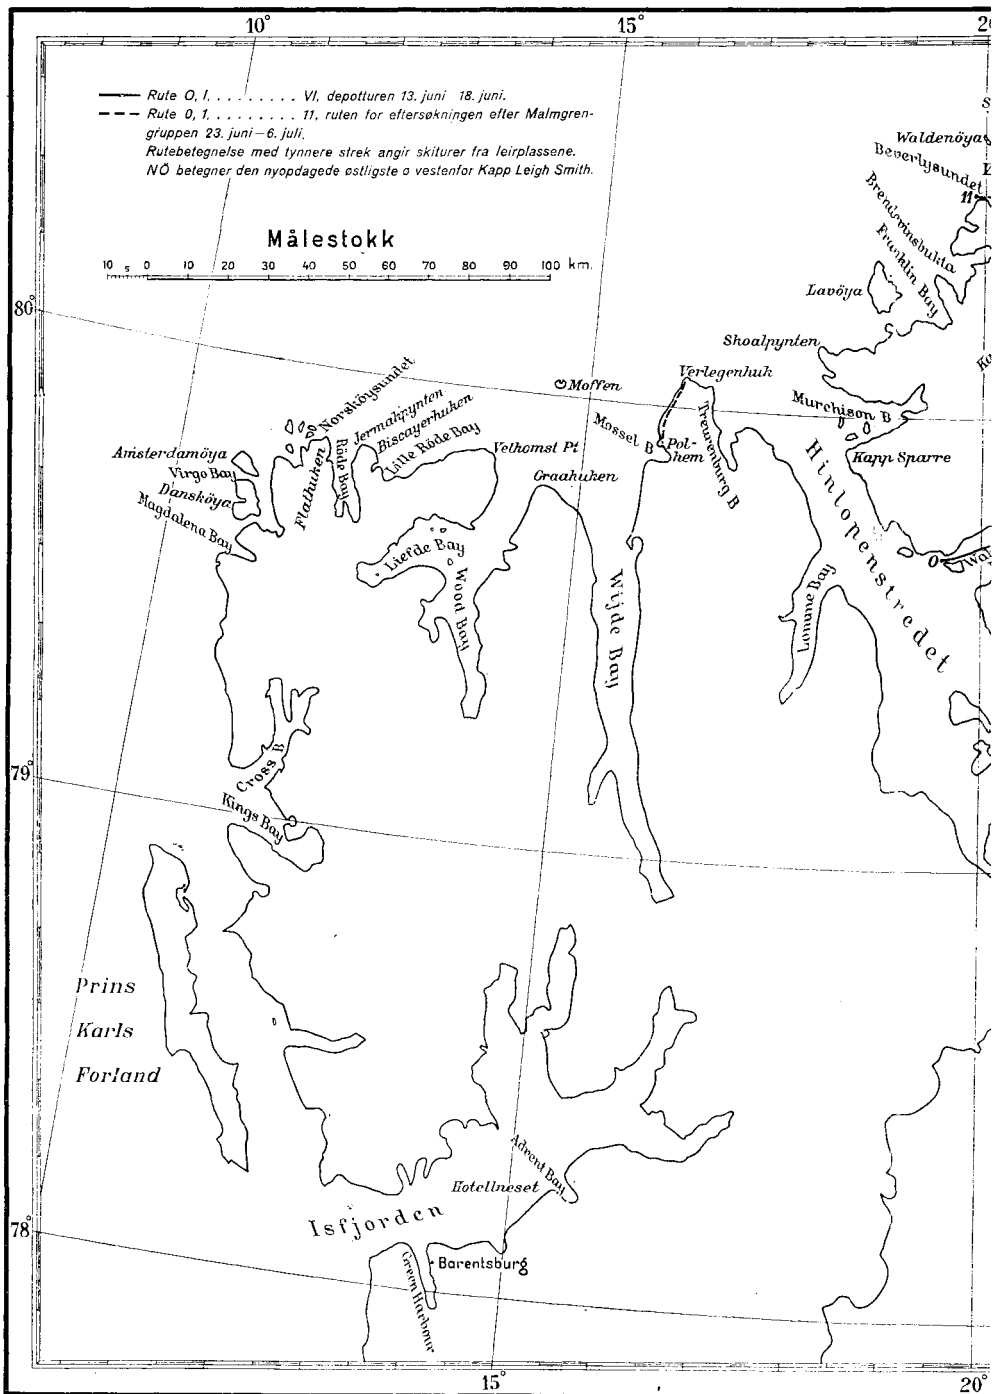 10°
15°
Rute O, I, . . . . . . . . . VI, depotturen 13. juni 18. juni.
Rute 0, 1. . . . . . . . . . 11, ruten for eftersøkningen efter Malmgren-
gruppen 23. juni – 6. juli.
Rutebetegnelse med tynnere strek angir skiturer fra leirplassene.
NÖ betegner den nyopdagede østligste ø vestenfor Kapp Leigh Smith.
Målestokk
10 5 0 10 20 30 40 50 60 70 80 90 100 km.
Waldenöya
Beverlysundet
11
Brennevinsbukta
Franklin Bay
Lavöya
80°
Shoalpynten
Moffen
Verlegenhuk
Murchison B
Norsköysundet
Jermakpynten
Biscayerhuken
Lille Röde Bay
Röde Bay
Flathuken
Velhomst Pt
Graahuken
Mossel B
Pol-
hem
Treurenburg B
Kapp Sparre
Amsterdamöya
Virgo Bay
Dansköya
Magdalena Bay
Liefde Bay
Wood Bay
Wijde Bay
Lomme Bay
Hinlopenstredet
0
79°
Cross B
Kings Bay
Prins
Karls
Forland
Advent Bay
Hotellneset
Isfjorden
78°
Barentsburg
Green Harbour
15°
20°